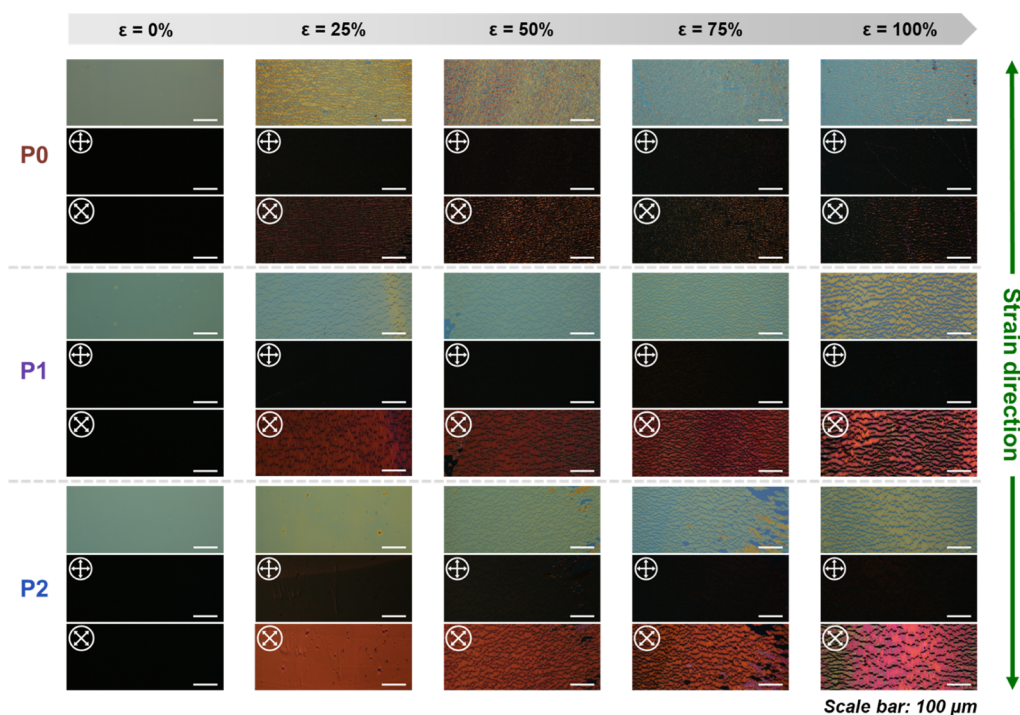 ε = 0% ε = 25% ε = 50% ε = 75% ε = 100%
P0
P1
P2
Strain direction
Scale bar: 100 μm